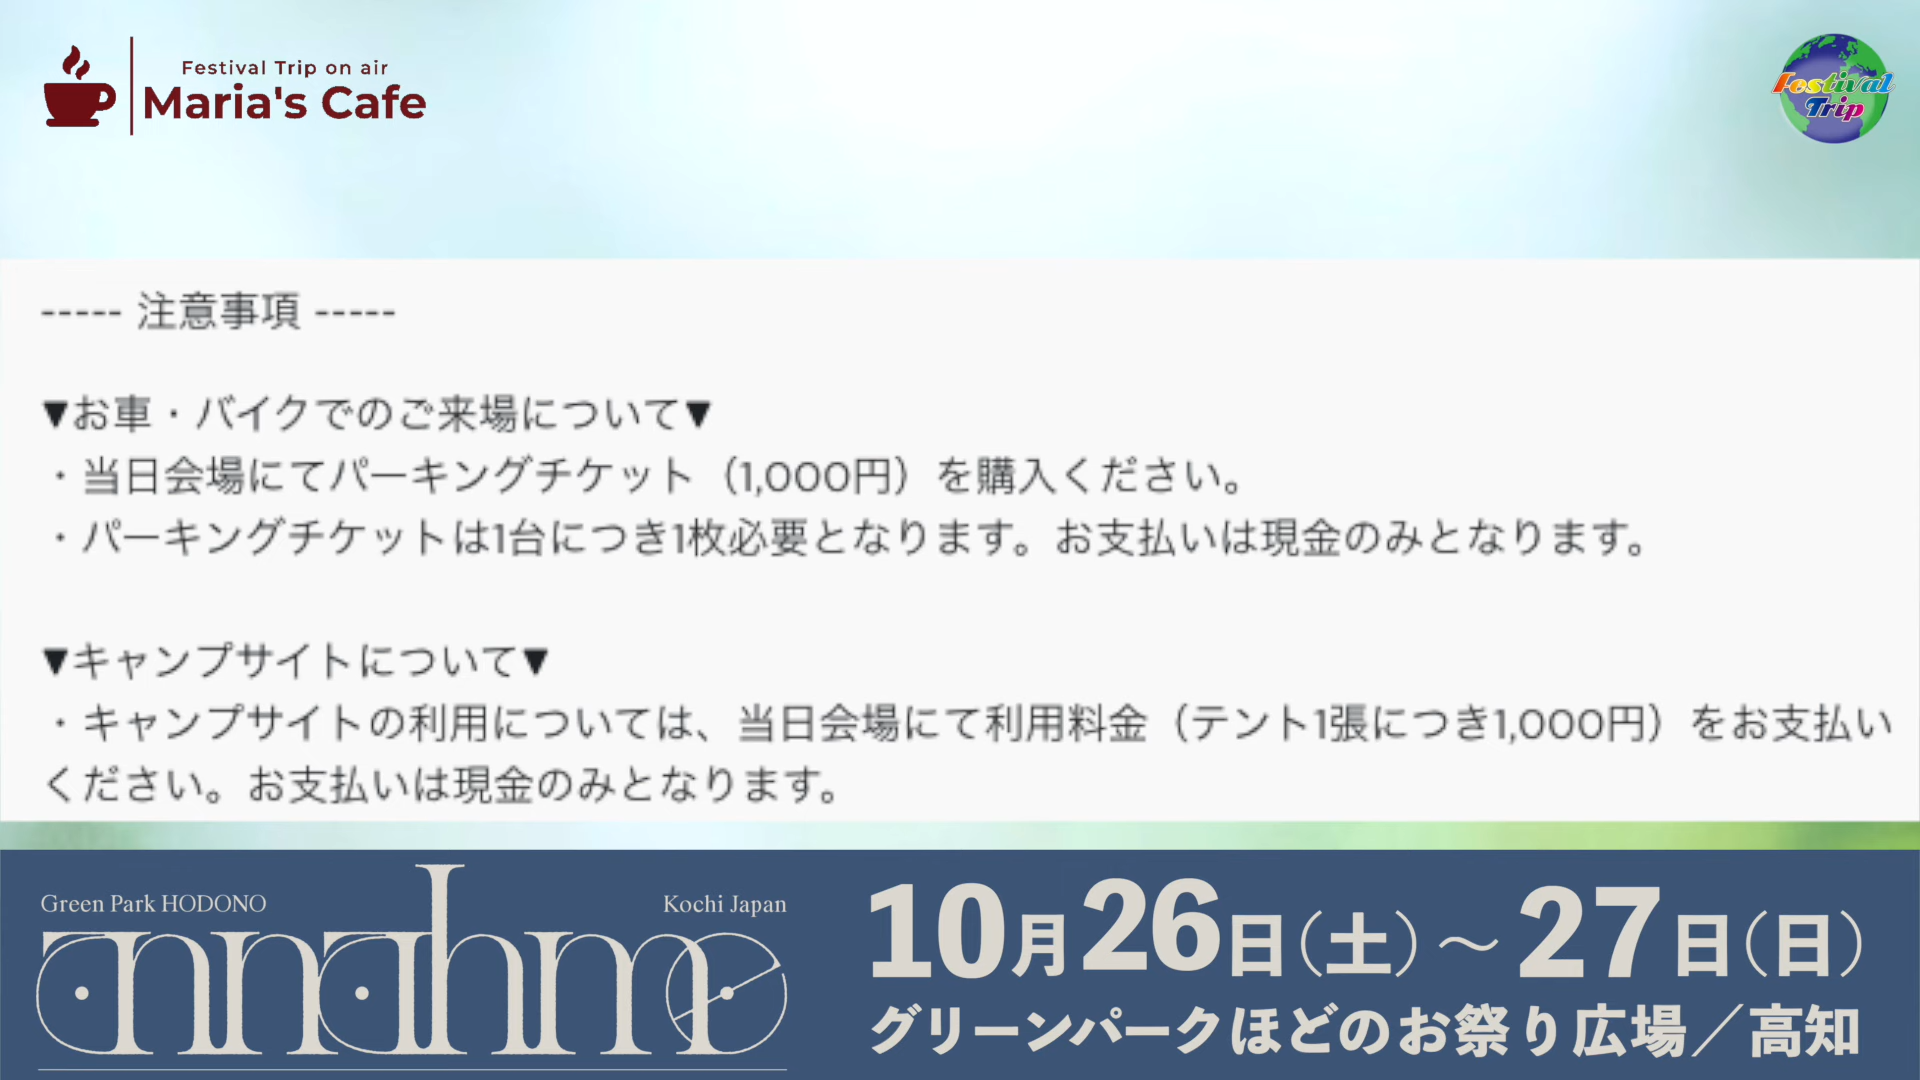 Festival Trip on air
Maria's Cafe
Festival
Trip
----- 注意事項 -----
▼お車・バイクでのご来場について▼
・当日会場にてパーキングチケット（1,000円）を購入ください。
・パーキングチケットは1台につき1枚必要となります。お支払いは現金のみとなります。
▼キャンプサイトについて▼
・キャンプサイトの利用については、当日会場にて利用料金（テント1張につき1,000円）をお支払い
ください。お支払いは現金のみとなります。
Green Park HODONO
Kochi Japan
10月26日（土）～27日（日）
グリーンパークほどのお祭り広場／高知